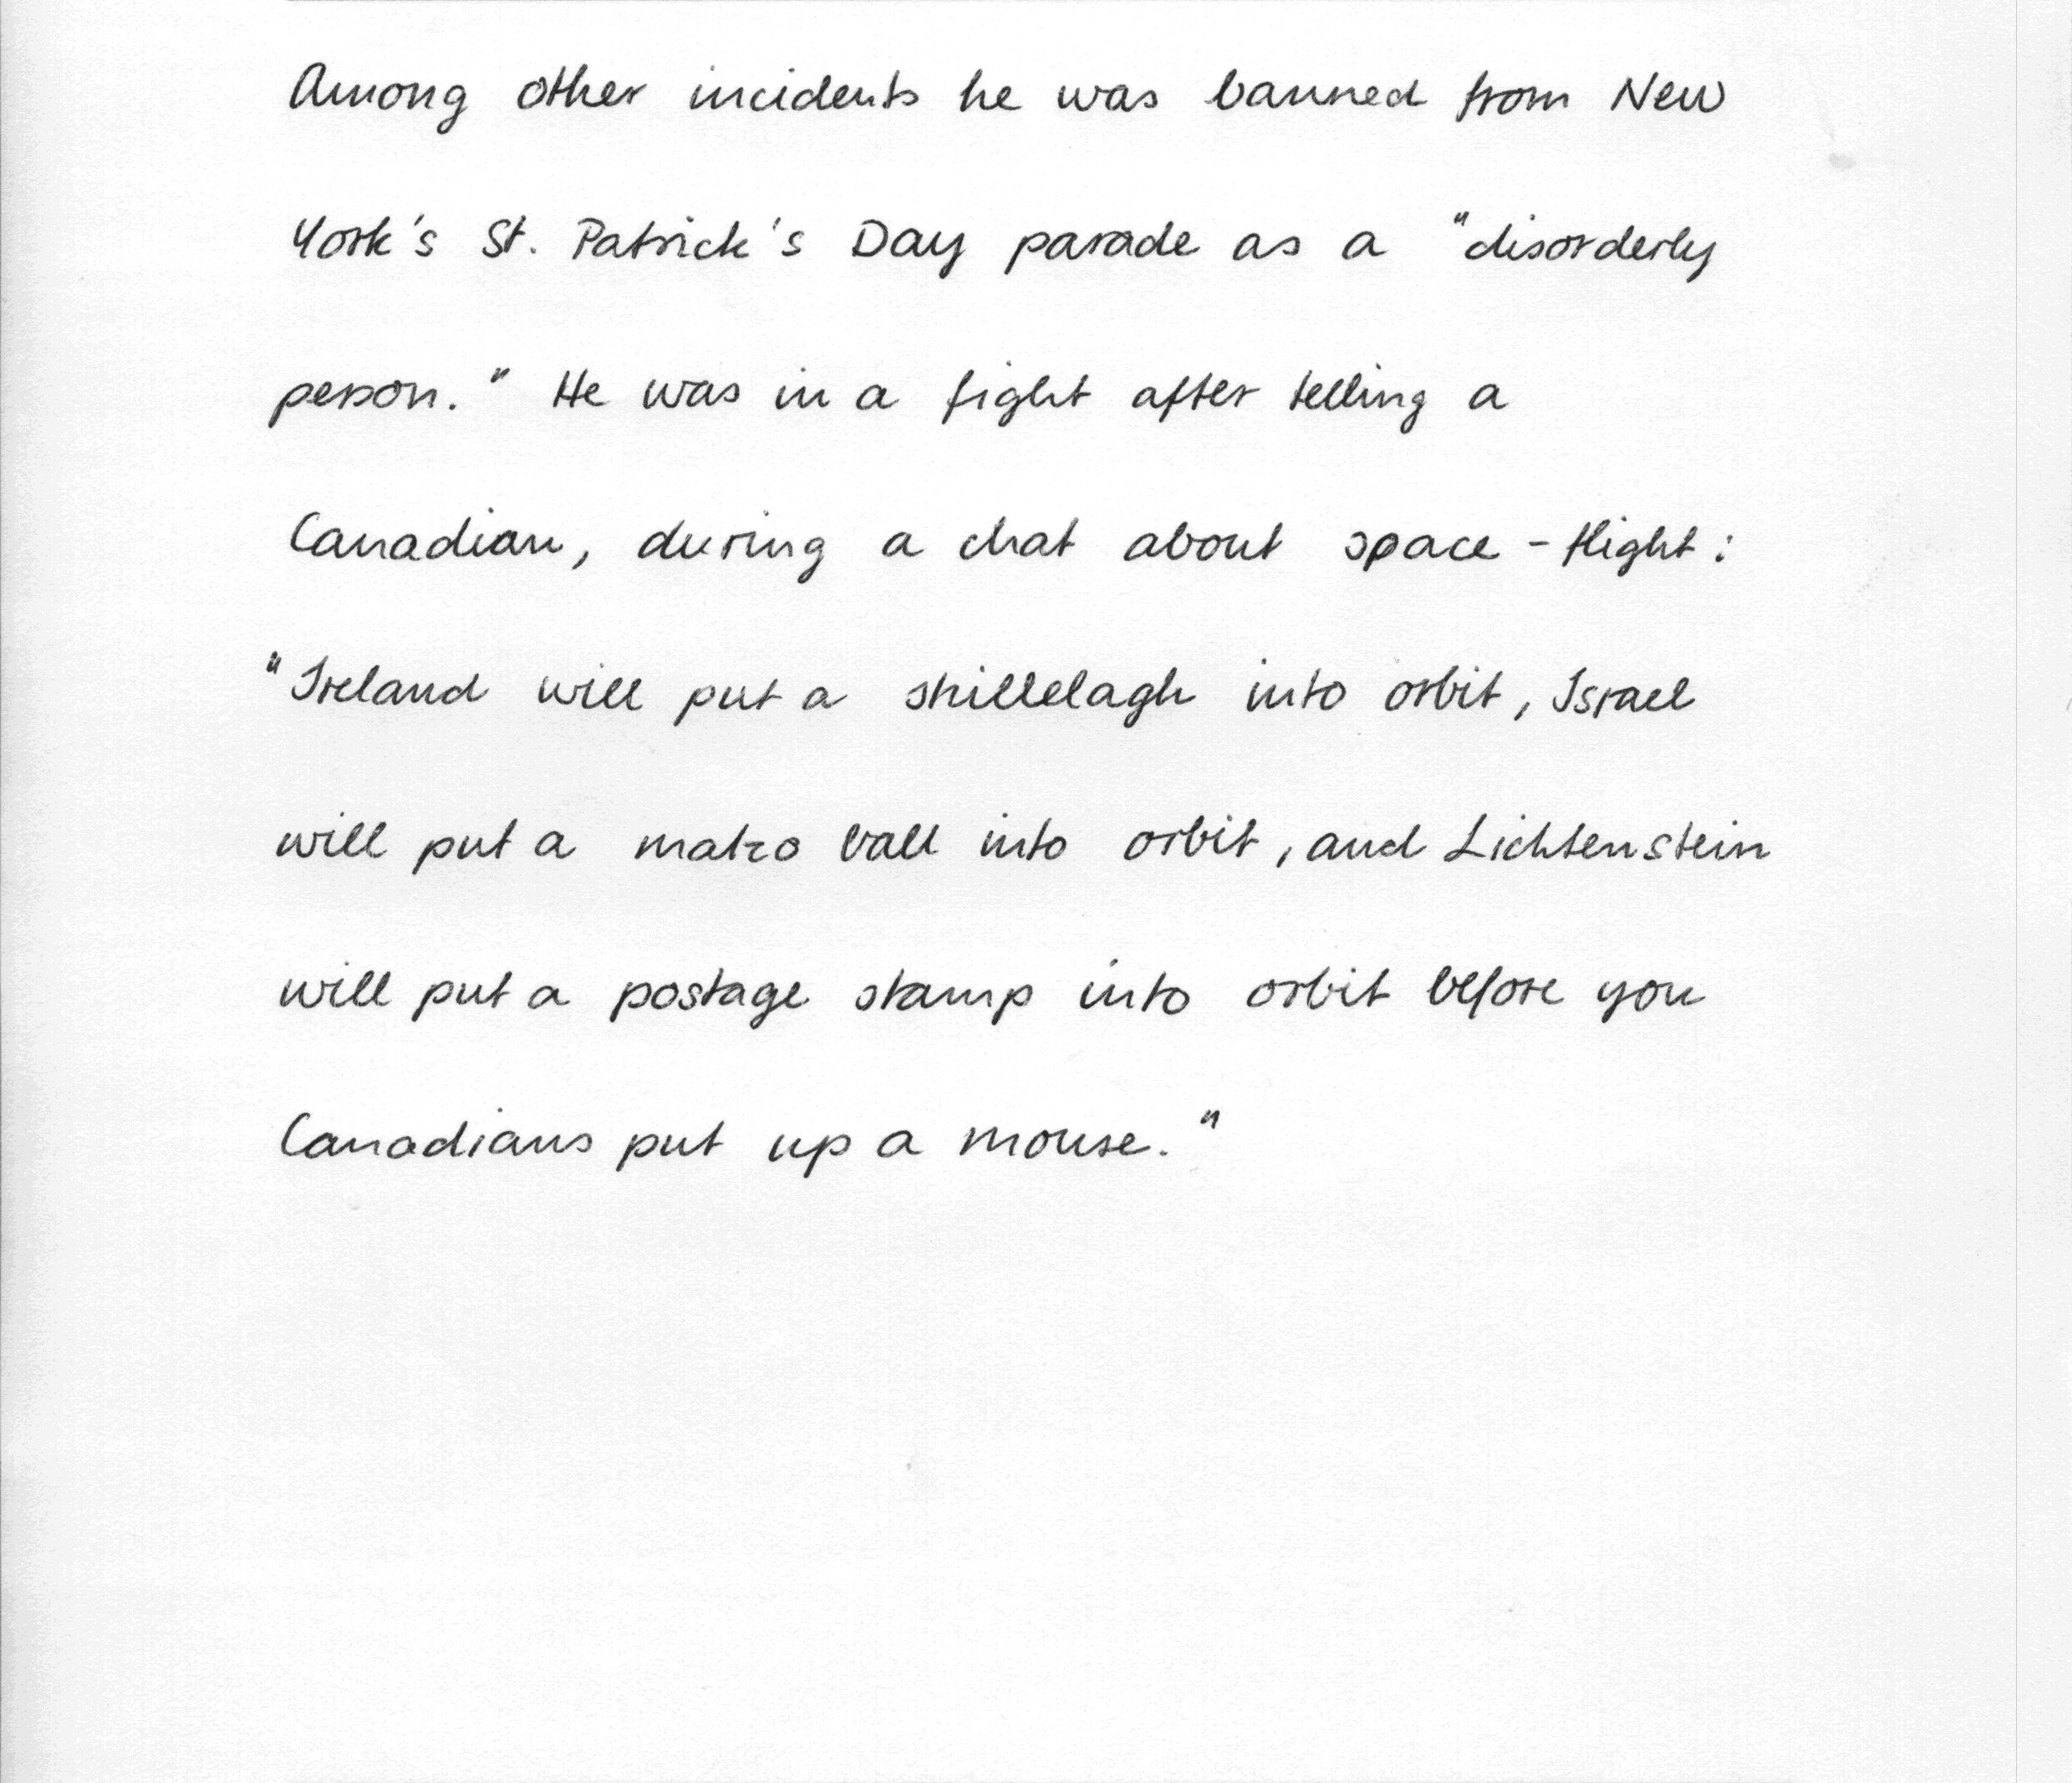 Among other incidents he was banned from New
York's St. Patrick's Day parade as a "disorderly
person." He was in a fight after telling a
Canadian, during a chat about space-flight:
"Ireland will put a shillelagh into orbit, Israel
will put a matzo ball into orbit, and Lichtenstein
will put a postage stamp into orbit before you
Canadians put up a mouse."